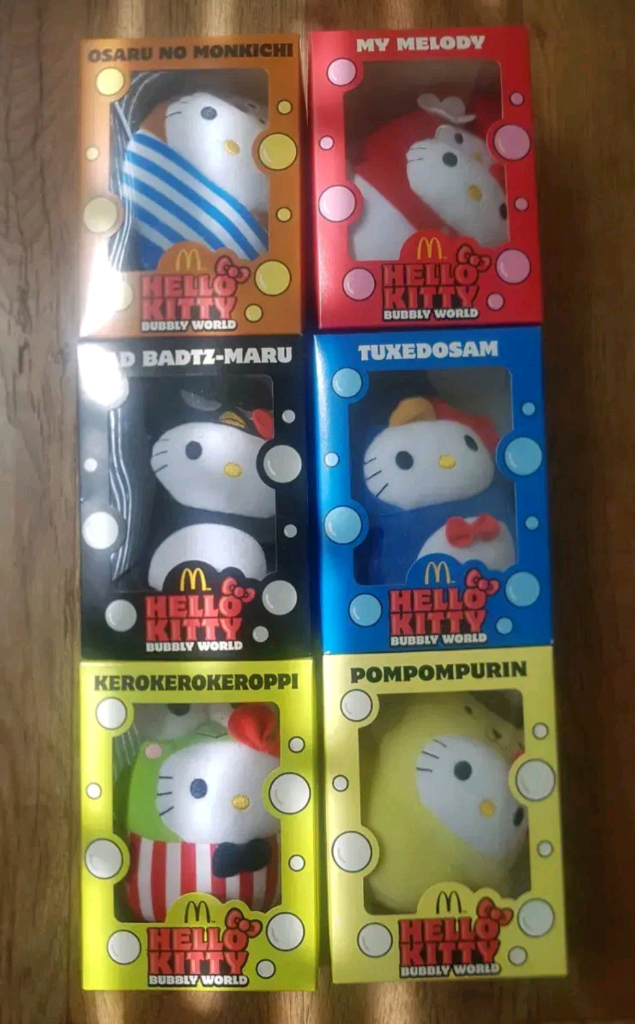 OSARU NO MONKICHI
HELLO
KITTY
BUBBLY WORLD
MY MELODY
HELLO
KITTY
BUBBLY WORLD
BADTZ-MARU
HELLO
KITTY
BUBBLY WORLD
TUXEDOSAM
HELLO
KITTY
BUBBLY WORLD
KEROKEROKEROPPI
HELLO
KITTY
BUBBLY WORLD
POMPOMPURIN
HELLO
KITTY
BUBBLY WORLD